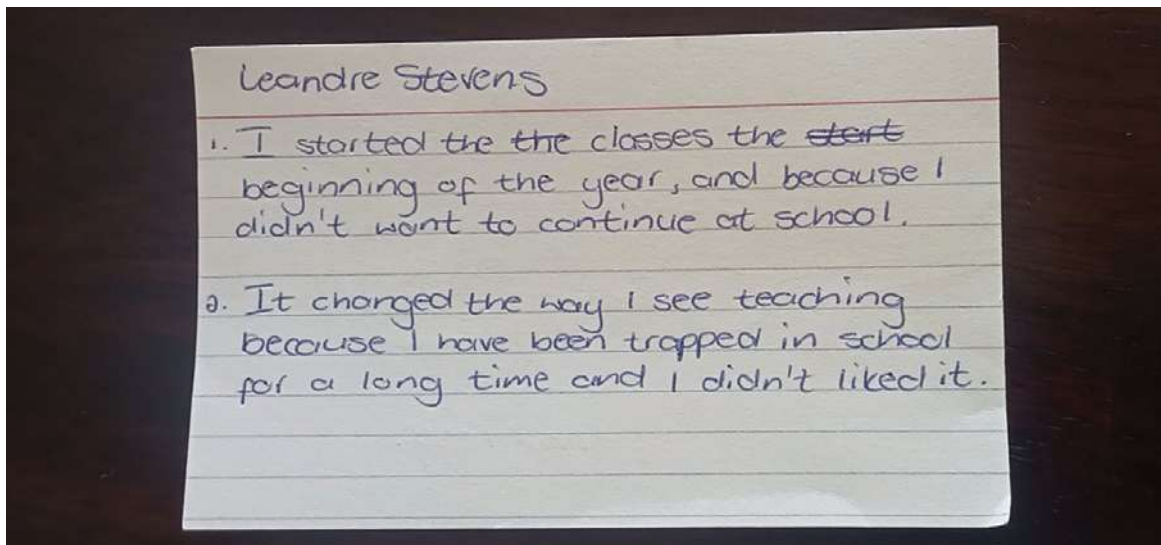 Leandre Stevens
1. I started the the classes the start
beginning of the year, and because I
didn't want to continue at school.
2. It changed the way I see teaching
because I have been trapped in school
for a long time and I didn't liked it.